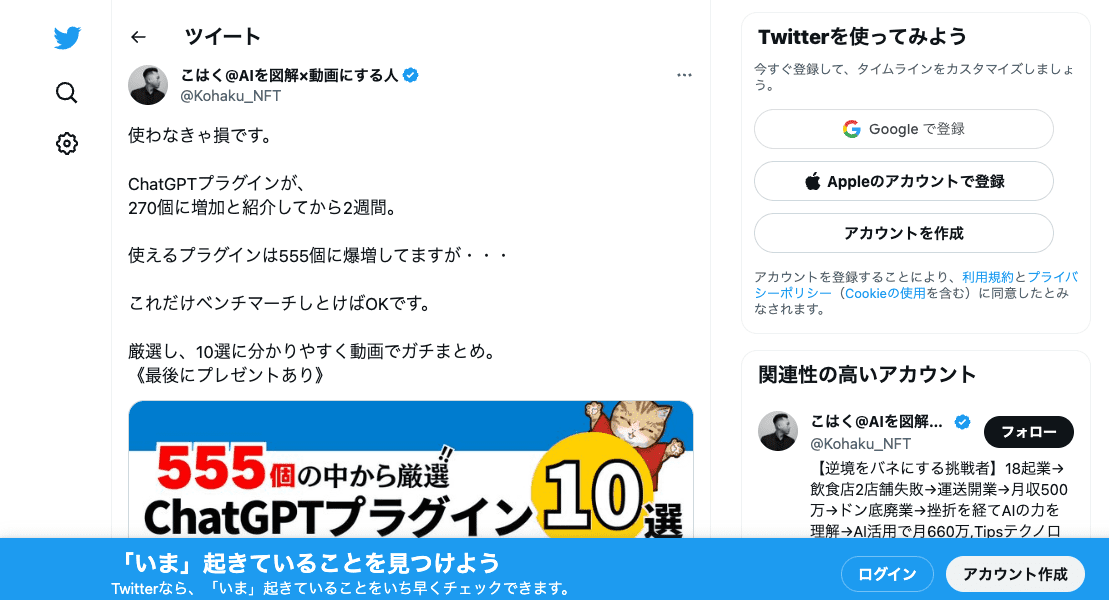 ツイート
こはく@AIを図解×動画にする人
@Kohaku_NFT
使わなきゃ損です。
ChatGPTプラグインが、
270個に増加と紹介してから2週間。
使えるプラグインは555個に爆増してますが・・・
これだけベンチマーチしとけばOKです。
厳選し、10選に分かりやすく動画でガチまとめ。
《最後にプレゼントあり》
555個の中から厳選!!
ChatGPTプラグイン10選
Twitterを使ってみよう
今すぐ登録して、タイムラインをカスタマイズしましょ
う。
Google で登録
Appleのアカウントで登録
アカウントを作成
アカウントを登録することにより、利用規約とプライバ
シーポリシー（Cookieの使用を含む）に同意したとみ
なされます。
関連性の高いアカウント
こはく@AIを図解...
@Kohaku_NFT
フォロー
【逆境をバネにする挑戦者】18起業→
飲食店2店舗失敗→運送開業→月収500
万→ドン底廃業→挫折を経てAIの力を
理解→AI活用で月660万,Tipsテクノロ
「いま」起きていることを見つけよう
Twitterなら、「いま」起きていることをいち早くチェックできます。
ログイン
アカウント作成